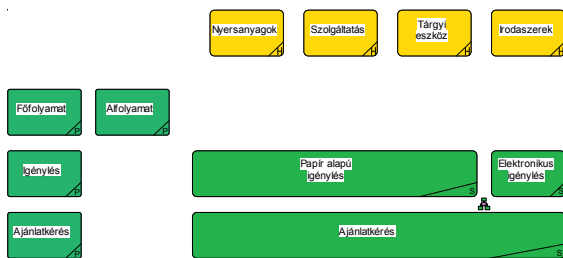 Nyersanyagok
Szolgáltatás
Tárgyi
eszköz
Irodaszerek
H
H
H
H
Főfolyamat
Alfolyamat
P
P
Igénylés
Papír alapú
igénylés
Elektronikus
igénylés
P
S
S
Ajánlatkérés
Ajánlatkérés
P
S